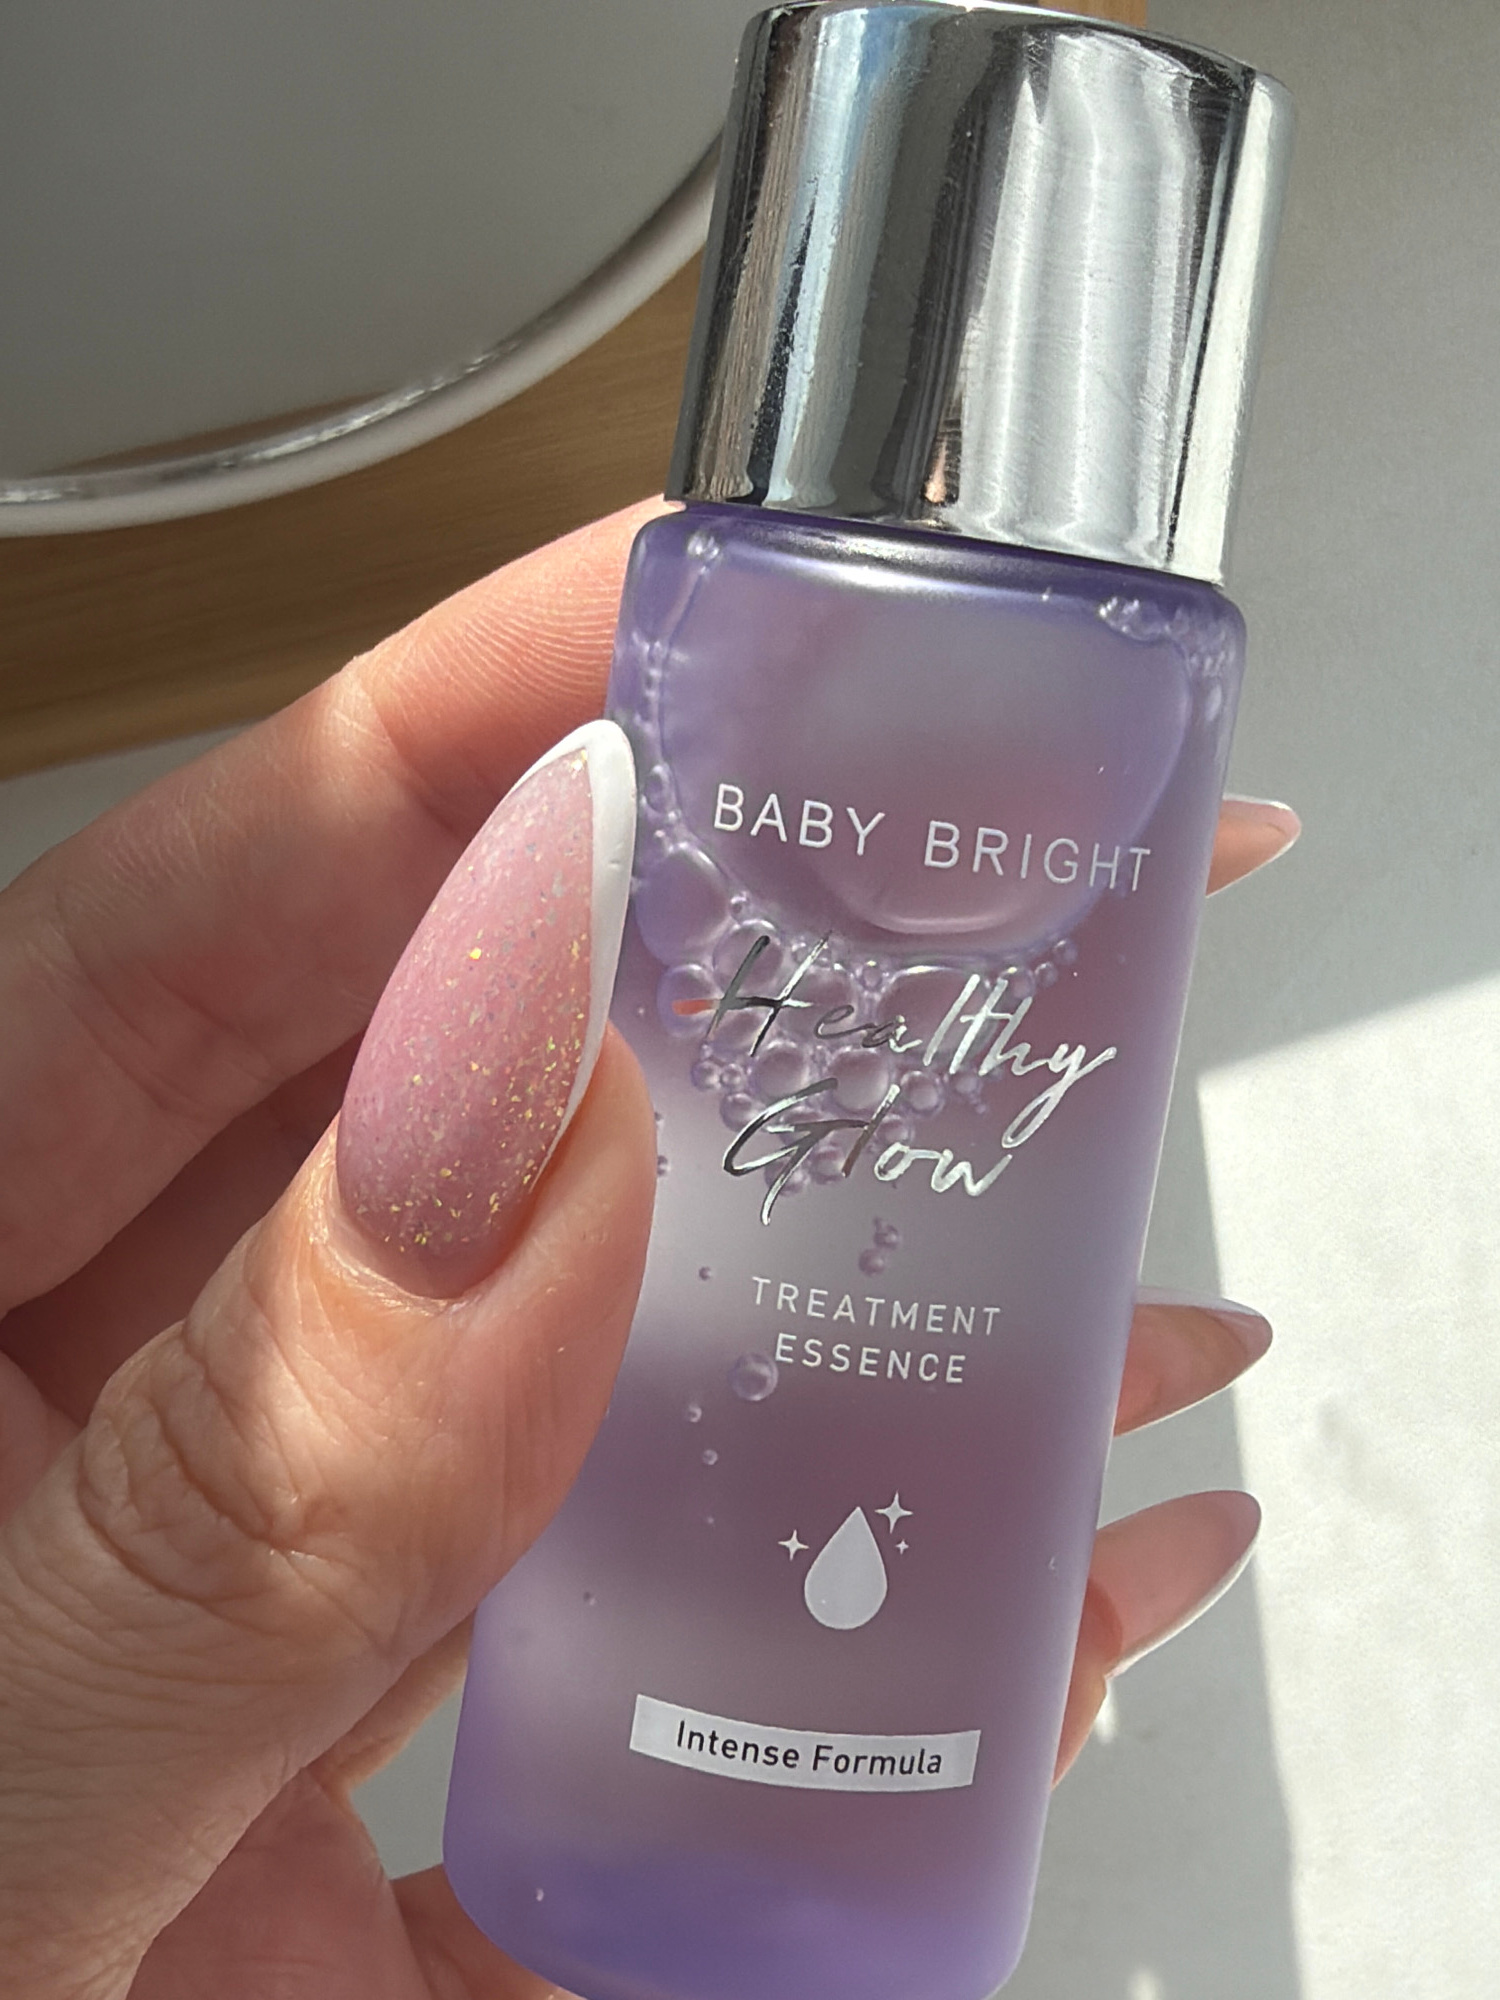 BABY BRIGHT
Healthy
Glow
TREATMENT
ESSENCE
Intense Formula